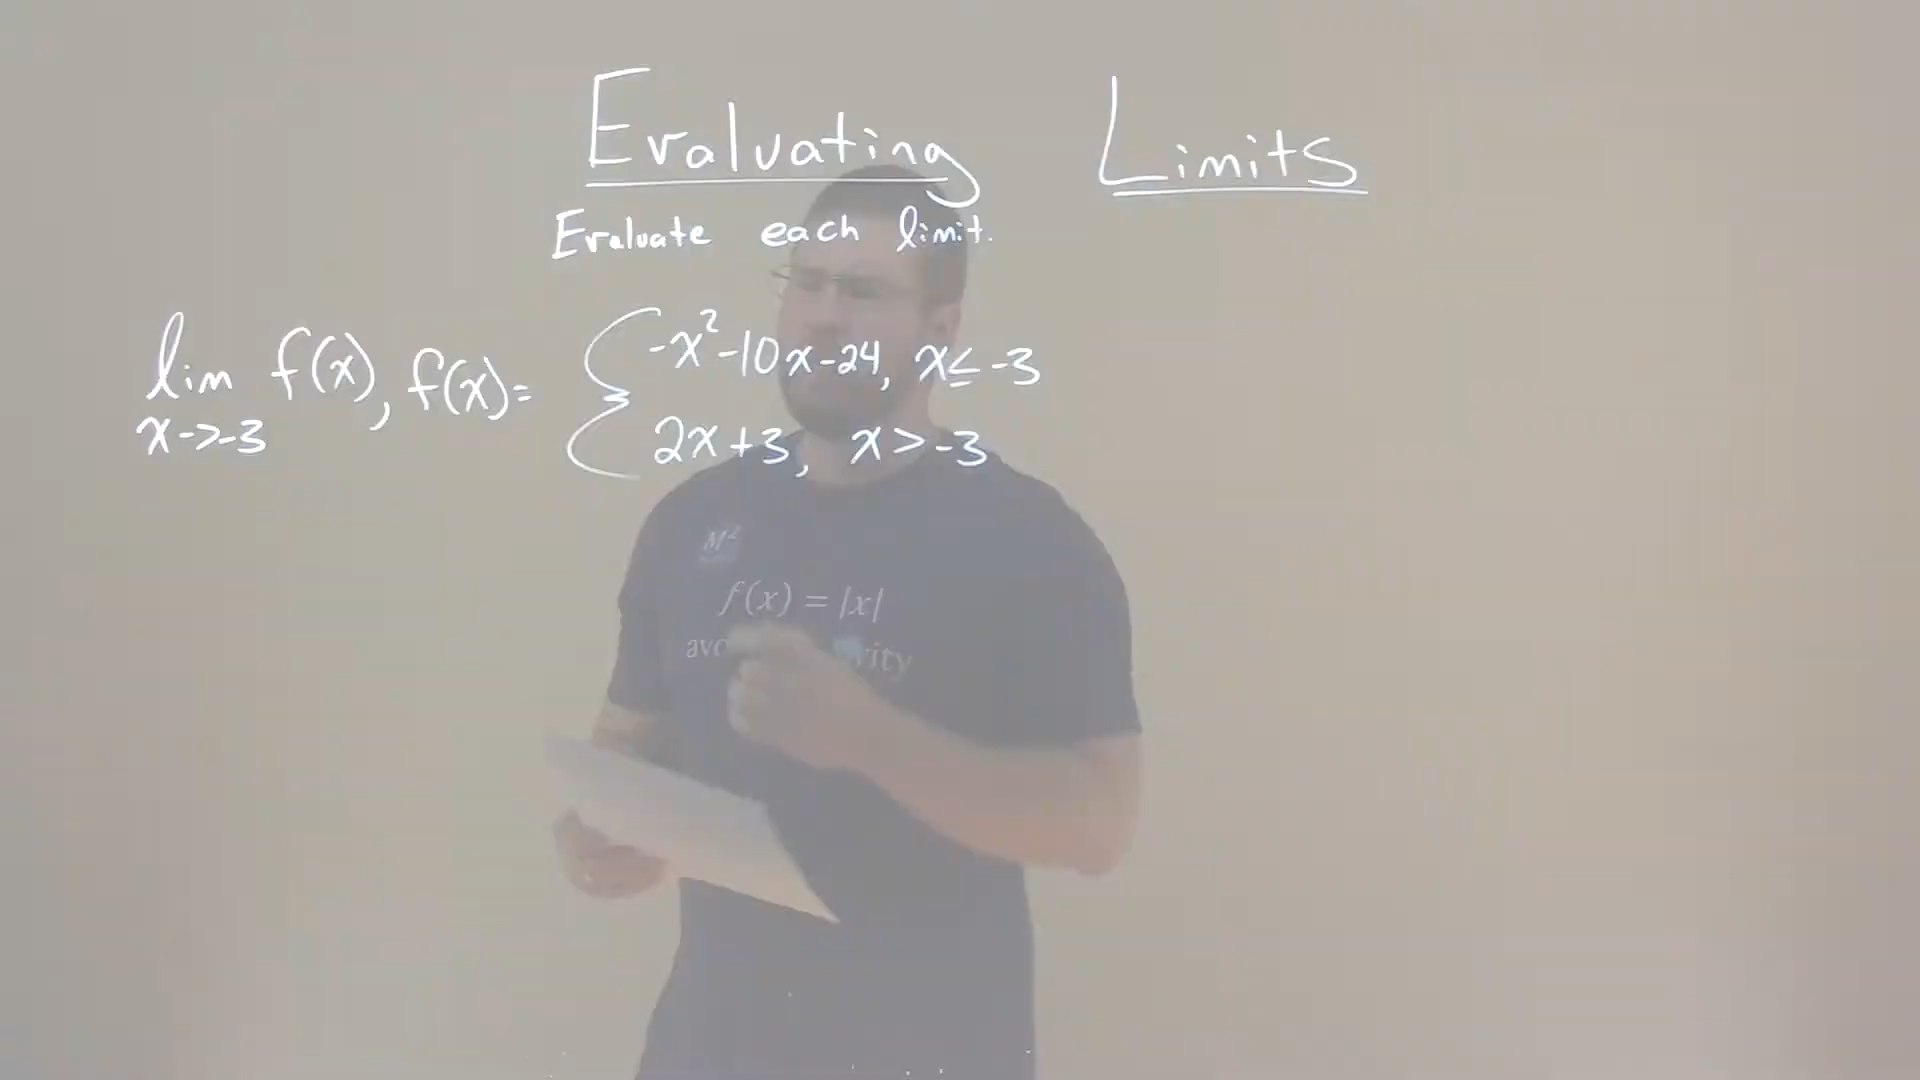 Evaluating Limits
Evaluate each limit.
lim f(x), f(x)= { -x²-10x-24, x≤-3
x->-3
2x+3, x>-3
M²
f(x) = |x|